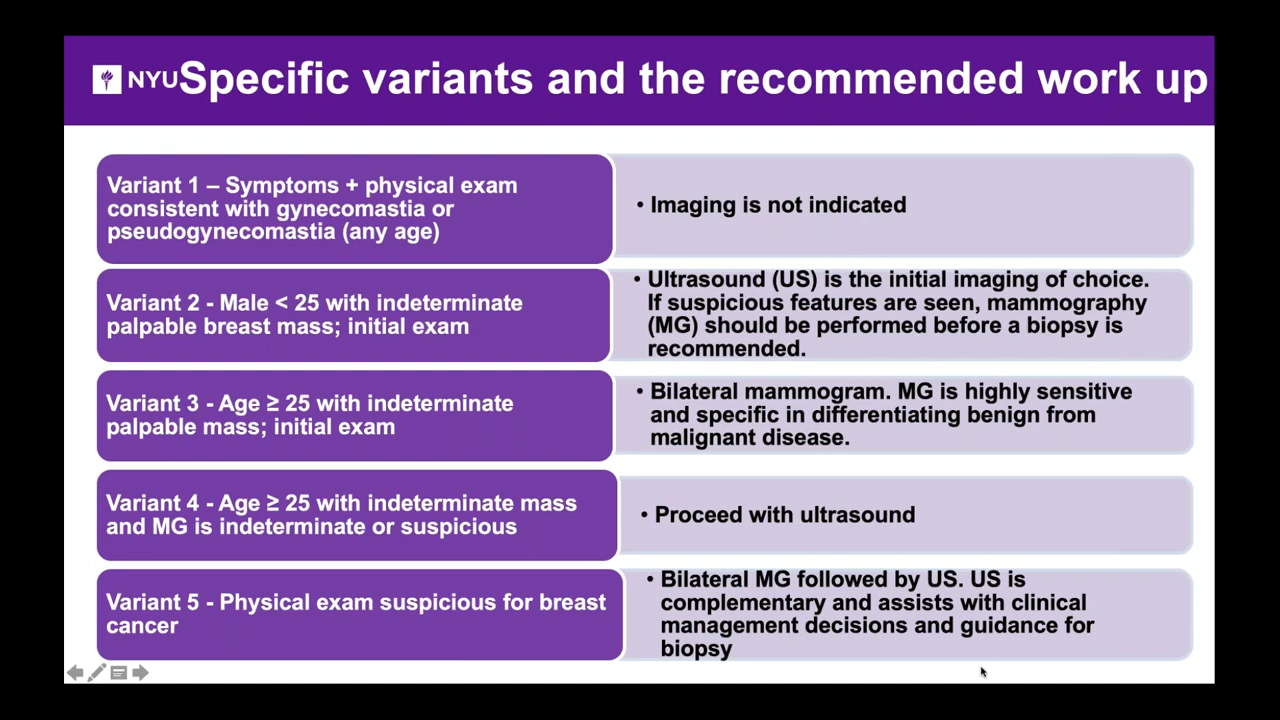 NYU Specific variants and the recommended work up
Variant 1 – Symptoms + physical exam
consistent with gynecomastia or
pseudogynecomastia (any age)
• Imaging is not indicated
Variant 2 - Male < 25 with indeterminate
palpable breast mass; initial exam
• Ultrasound (US) is the initial imaging of choice.
If suspicious features are seen, mammography
(MG) should be performed before a biopsy is
recommended.
Variant 3 - Age ≥ 25 with indeterminate
palpable mass; initial exam
• Bilateral mammogram. MG is highly sensitive
and specific in differentiating benign from
malignant disease.
Variant 4 - Age ≥ 25 with indeterminate mass
and MG is indeterminate or suspicious
• Proceed with ultrasound
Variant 5 - Physical exam suspicious for breast
cancer
• Bilateral MG followed by US. US is
complementary and assists with clinical
management decisions and guidance for
biopsy